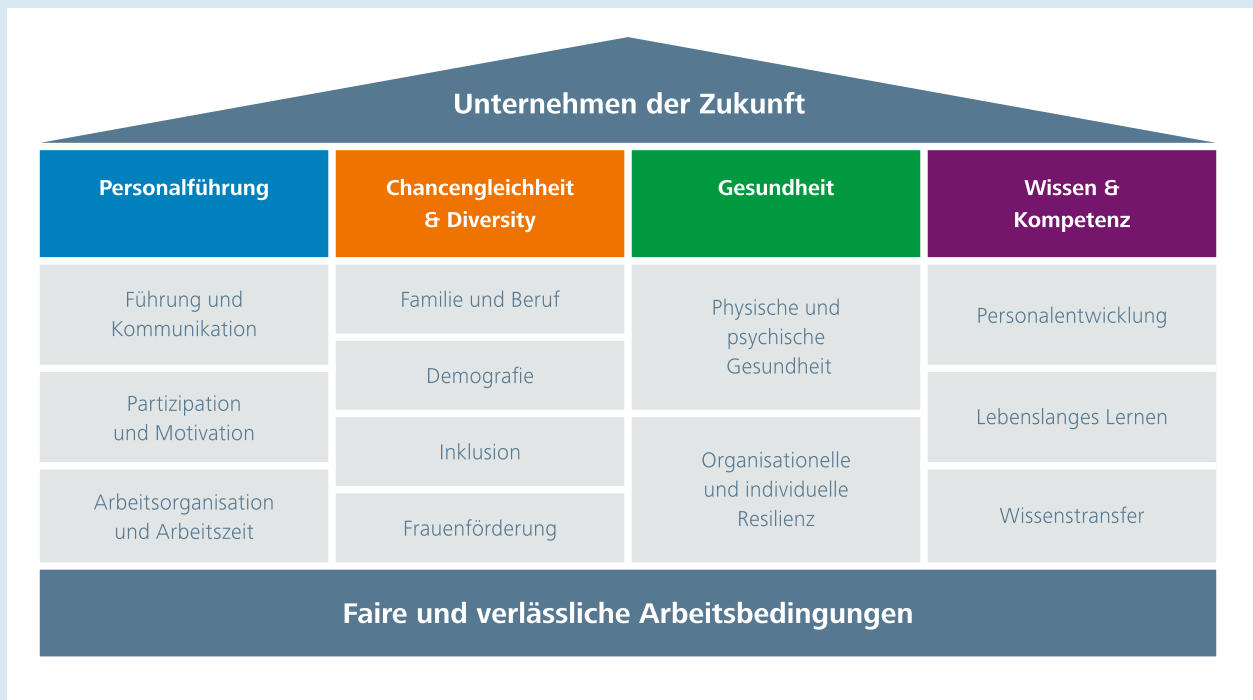 Unternehmen der Zukunft
Personalführung
Führung und
Kommunikation
Partizipation
und Motivation
Arbeitsorganisation
und Arbeitszeit
Chancengleichheit
& Diversity
Familie und Beruf
Demografie
Inklusion
Frauenförderung
Gesundheit
Physische und
psychische
Gesundheit
Organisationelle
und individuelle
Resilienz
Wissen &
Kompetenz
Personalentwicklung
Lebenslanges Lernen
Wissenstransfer
Faire und verlässliche Arbeitsbedingungen